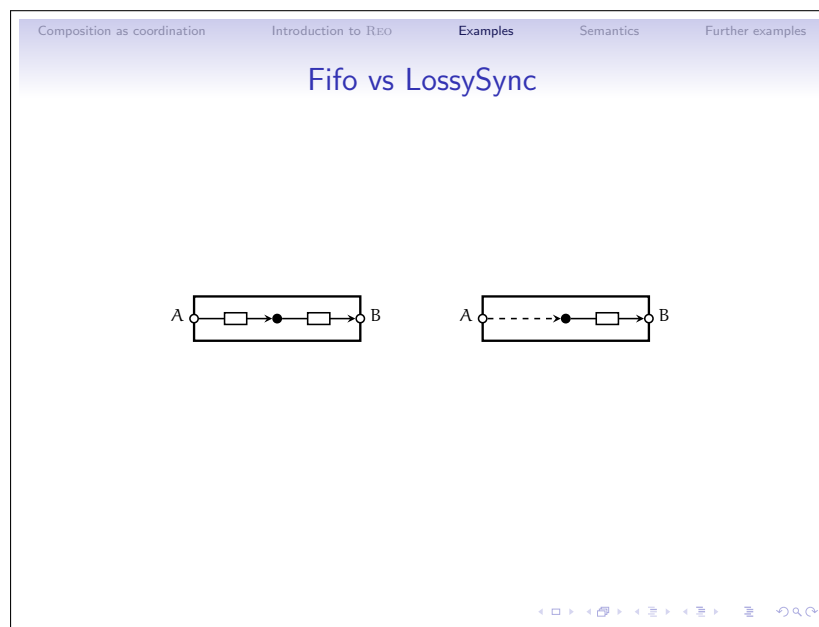 Composition as coordination Introduction to REO Examples Semantics Further examples
Fifo vs LossySync
A B A B